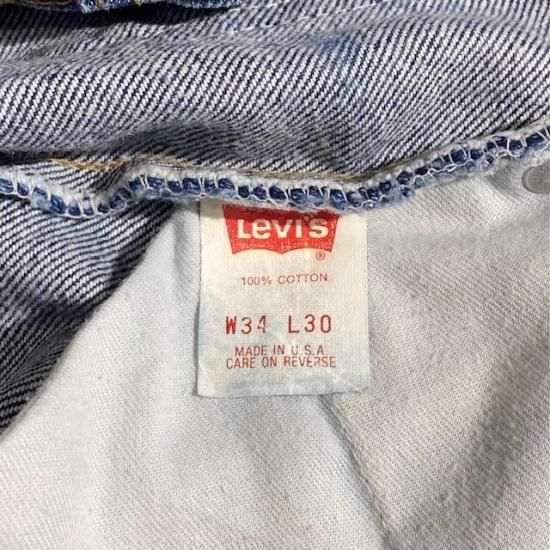 Levi's
®
100% COTTON
W34 L30
MADE IN U.S.A.
CARE ON REVERSE